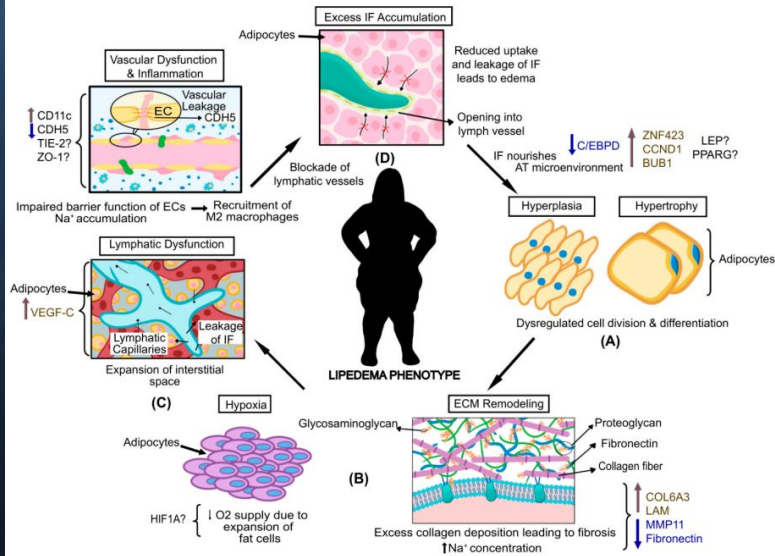 Excess IF Accumulation
Adipocytes
Reduced uptake
and leakage of IF
leads to edema
Opening into
lymph vessel
(D)
Vascular Dysfunction
& Inflammation
Vascular
Leakage
EC
CDH5
CD11c
CDH5
TIE-2?
ZO-1?
Impaired barrier function of ECs
Na⁺ accumulation
Recruitment of
M2 macrophages
Blockade of
lymphatic vessels
IF nourishes
AT microenvironment
C/EBPD
ZNF423
CCND1
BUB1
LEP?
PPARG?
Hyperplasia
Hypertrophy
Adipocytes
Dysregulated cell division & differentiation
(A)
Lymphatic Dysfunction
Adipocytes
VEGF-C
Lymphatic
Capillaries
Leakage
of IF
Expansion of interstitial
space
(C)
LIPEDEMA PHENOTYPE
Hypoxia
Adipocytes
HIF1A?
↓ O2 supply due to
expansion of
fat cells
(B)
ECM Remodeling
Glycosaminoglycan
Proteoglycan
Fibronectin
Collagen fiber
COL6A3
LAM
MMP11
Fibronectin
Excess collagen deposition leading to fibrosis
↑Na⁺ concentration